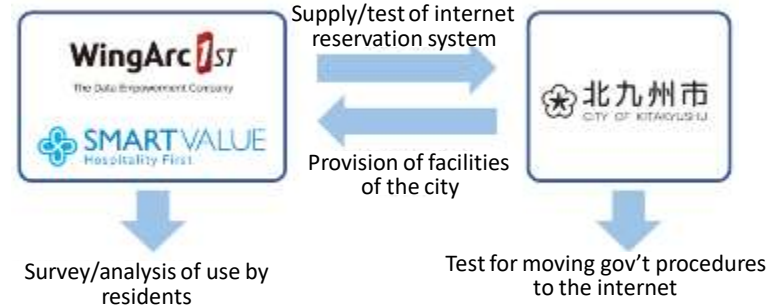 Supply/test of internet
reservation system
WingArc1ST
The Data Empowerment Company
SMARTVALUE
Hospitality First
北九州市
CITY OF KITAKYUSHU
Provision of facilities
of the city
Survey/analysis of use by
residents
Test for moving gov't procedures
to the internet